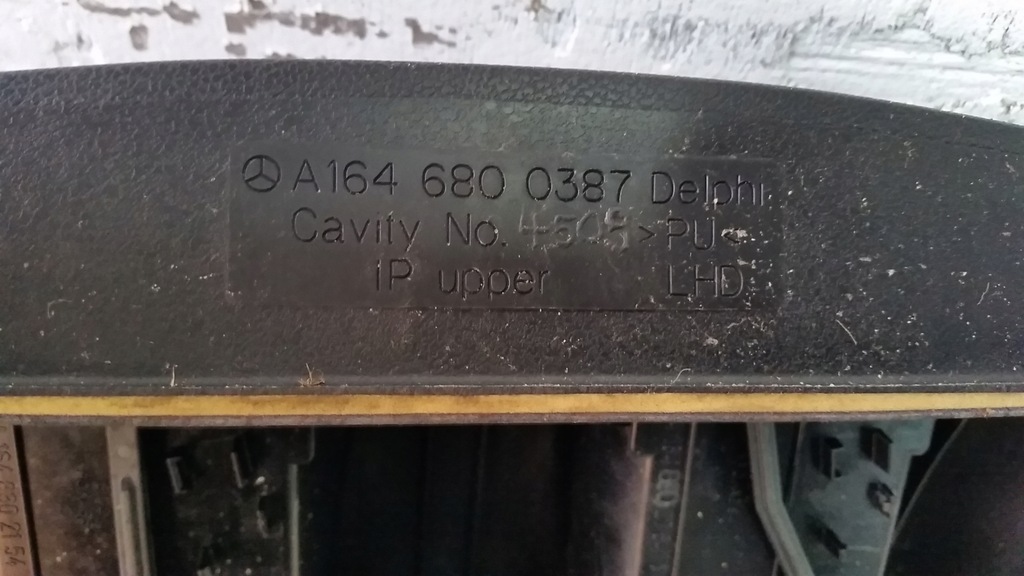 A164 680 0387 Delphi
Cavity No. >PU<
IP upper LHD